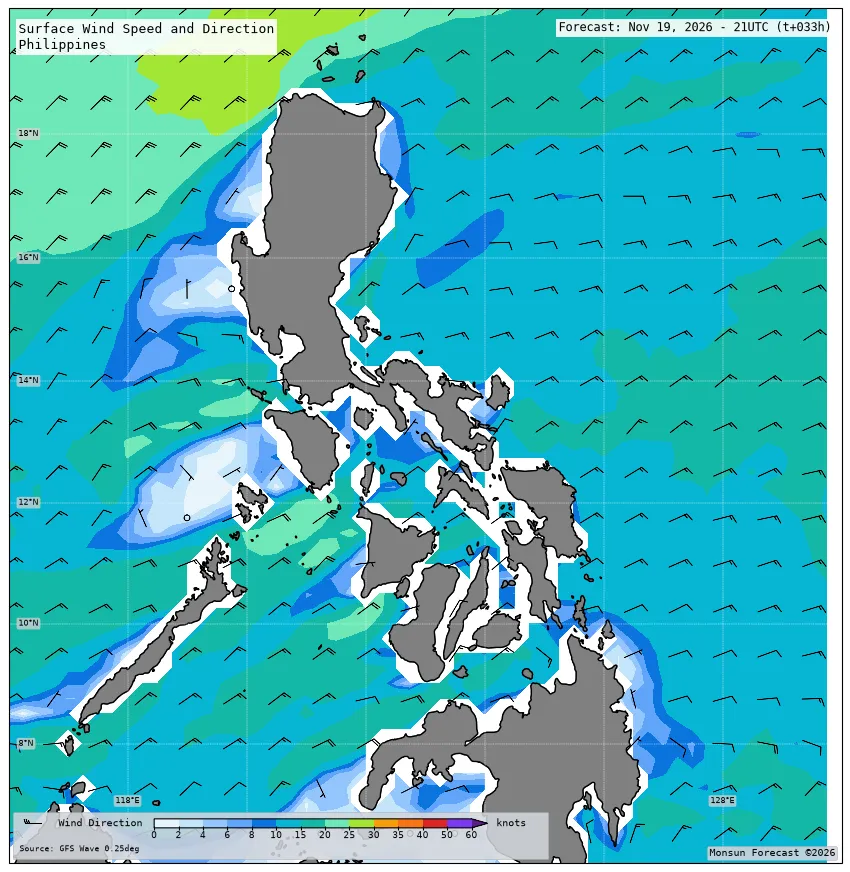 Surface Wind Speed and Direction
Philippines
Forecast: Nov 19, 2026 - 21UTC (t+033h)
18°N
16°N
14°N
12°N
10°N
8°N
118°E
128°E
Wind Direction
0 2 4 6 8 10 15 20 25 30 35 40 50 60
knots
Source: GFS Wave 0.25deg
Monsun Forecast ©2026